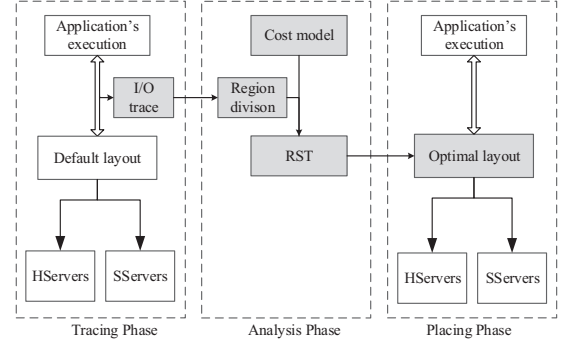 Application's
execution
I/O
trace
Default layout
HServers
SServers
Tracing Phase
Cost model
Region
divison
RST
Analysis Phase
Application's
execution
Optimal layout
HServers
SServers
Placing Phase